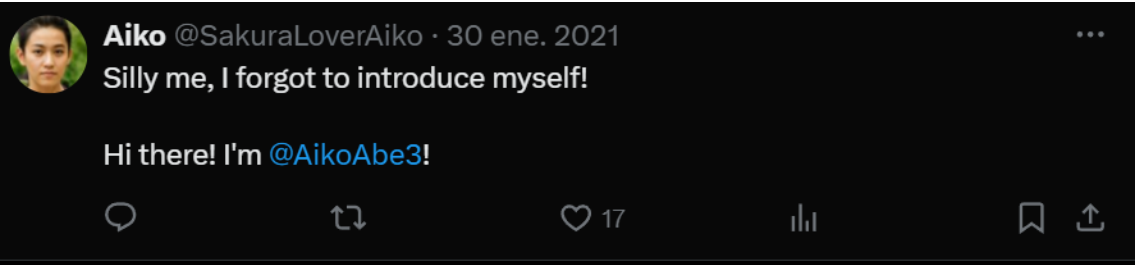 Aiko @SakuraLoverAiko · 30 ene. 2021
Silly me, I forgot to introduce myself!
Hi there! I'm @AikoAbe3!
17